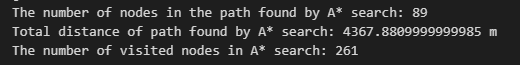 The number of nodes in the path found by A* search: 89
Total distance of path found by A* search: 4367.8809999999985 m
The number of visited nodes in A* search: 261